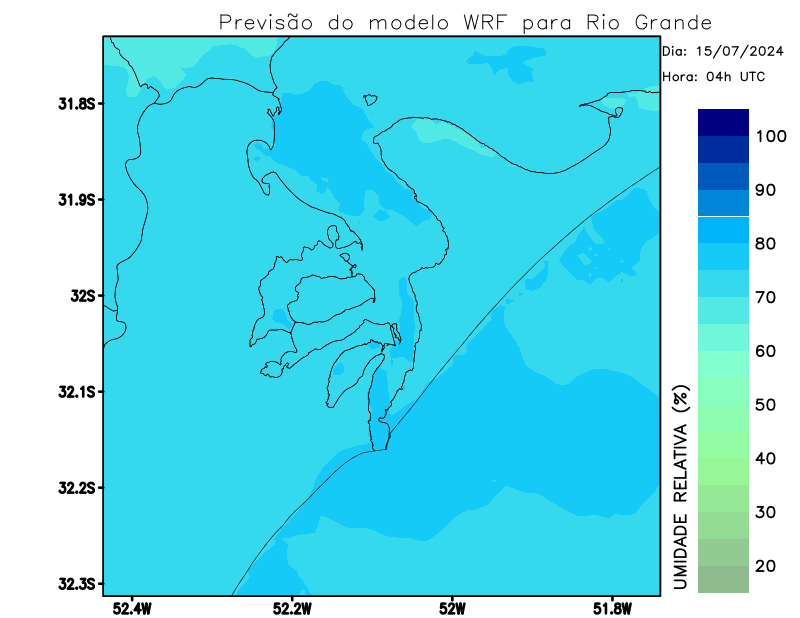 Previsão do modelo WRF para Rio Grande
Dia: 15/07/2024
Hora: 04h UTC
31.8S
31.9S
32S
32.1S
32.2S
32.3S
52.4W
52.2W
52W
51.8W
UMIDADE RELATIVA (%)
100
90
80
70
60
50
40
30
20